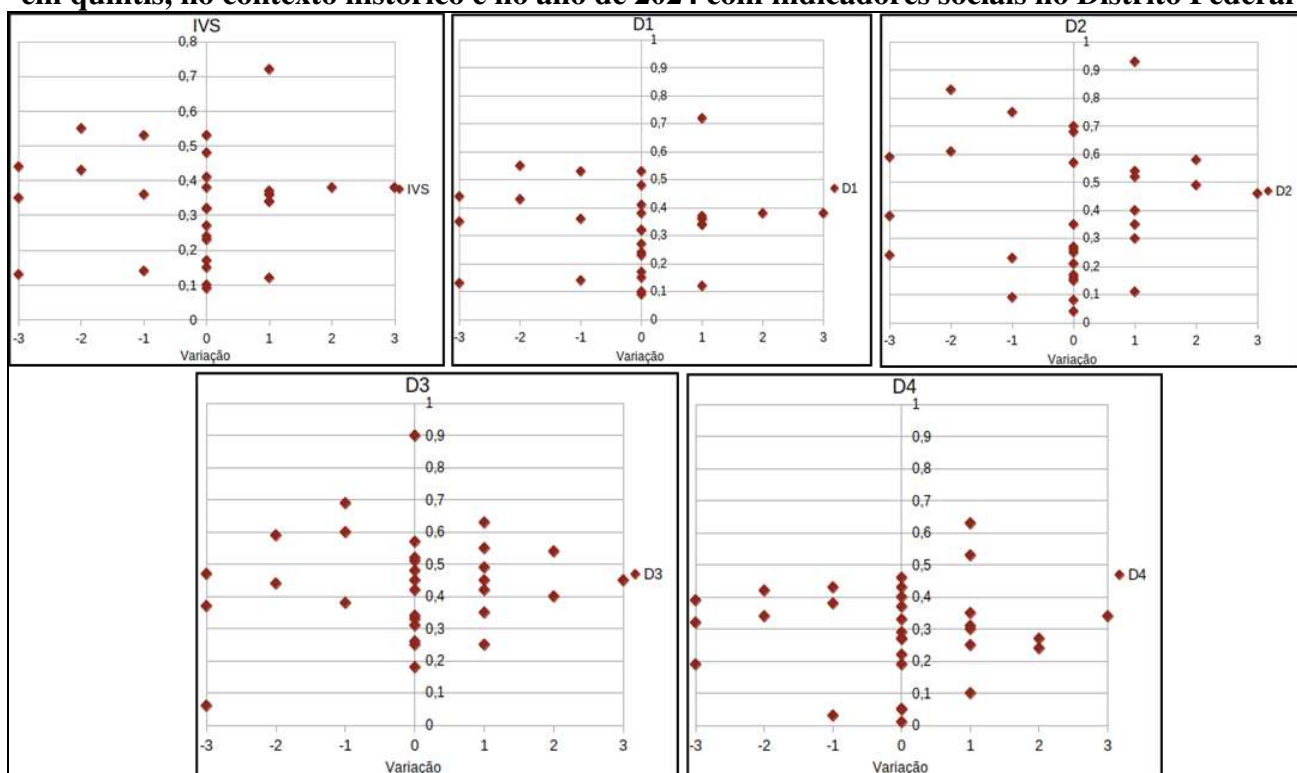 em quintis, no contexto histórico e no ano de 2024 com indicadores sociais no Distrito Federal
IVS
0,8
0,7
0,6
0,5
0,4
0,3
0,2
0,1
0
-3 -2 -1 0 1 2 3
Variação
IVS
D1
1
0,9
0,8
0,7
0,6
0,5
0,4
0,3
0,2
0,1
0
-3 -2 -1 0 1 2 3
Variação
D1
D2
1
0,9
0,8
0,7
0,6
0,5
0,4
0,3
0,2
0,1
0
-3 -2 -1 0 1 2 3
Variação
D2
D3
1
0,9
0,8
0,7
0,6
0,5
0,4
0,3
0,2
0,1
0
-3 -2 -1 0 1 2 3
Variação
D3
D4
1
0,9
0,8
0,7
0,6
0,5
0,4
0,3
0,2
0,1
0
-3 -2 -1 0 1 2 3
Variação
D4